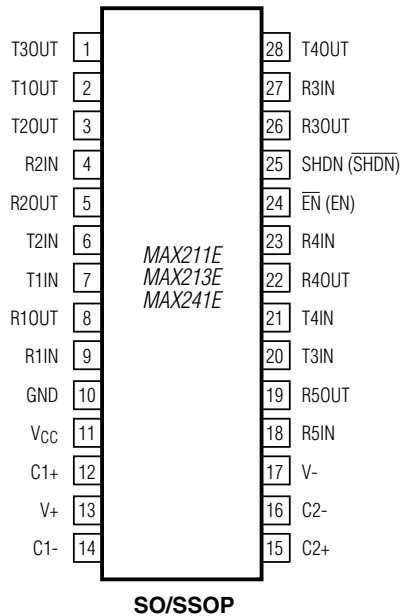 T3OUT 1 28 T4OUT
T1OUT 2 27 R3IN
T2OUT 3 26 R3OUT
R2IN 4 25 SHDN (S̅H̅D̅N̅)
R2OUT 5 24 E̅N̅ (EN)
T2IN 6 23 R4IN
T1IN 7 22 R4OUT
R1OUT 8 21 T4IN
R1IN 9 20 T3IN
GND 10 19 R5OUT
VCC 11 18 R5IN
C1+ 12 17 V-
V+ 13 16 C2-
C1- 14 15 C2+
MAX211E
MAX213E
MAX241E
SO/SSOP